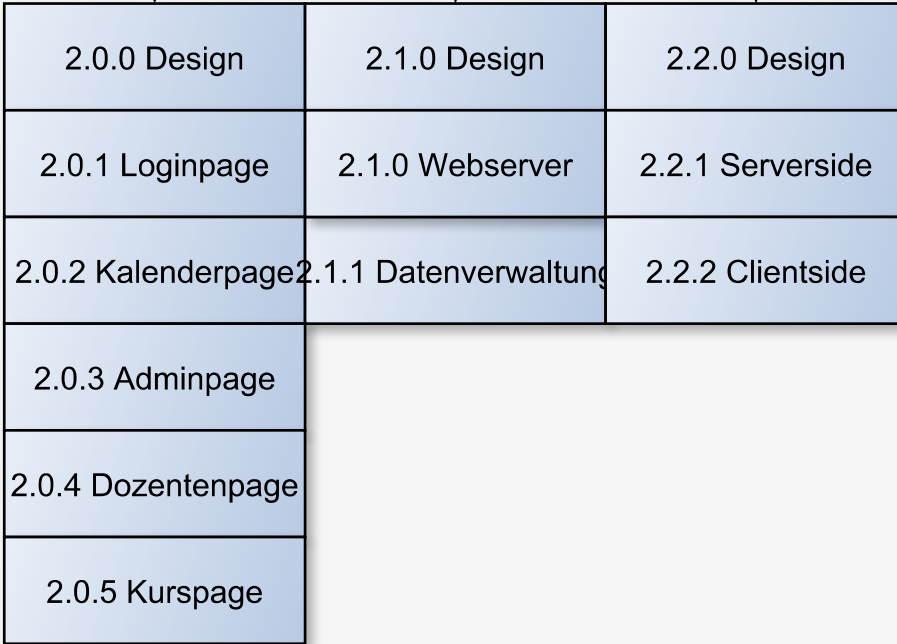 2.0.0 Design
2.1.0 Design
2.2.0 Design
2.0.1 Loginpage
2.1.0 Webserver
2.2.1 Serverside
2.0.2 Kalenderpage
2.1.1 Datenverwaltung
2.2.2 Clientside
2.0.3 Adminpage
2.0.4 Dozentenpage
2.0.5 Kurspage